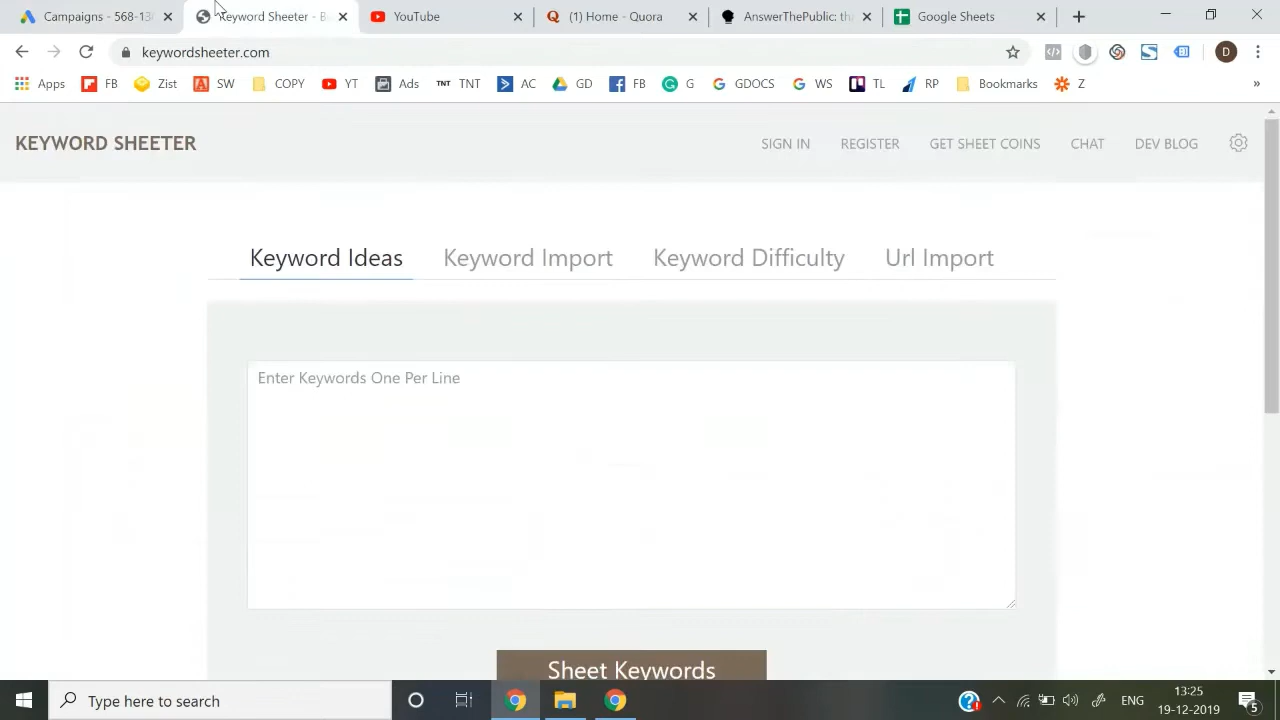 Campaigns - 568-13
Keyword Sheeter - B
YouTube
(1) Home - Quora
AnswerThePublic: th
Google Sheets
keywordsheeter.com
D
Apps
FB
Zist
SW
COPY
YT
Ads
TNT
TNT
AC
GD
FB
G
GDOCS
WS
TL
RP
Bookmarks
Z
»
KEYWORD SHEETER
SIGN IN
REGISTER
GET SHEET COINS
CHAT
DEV BLOG
Keyword Ideas
Keyword Import
Keyword Difficulty
Url Import
Enter Keywords One Per Line
Sheet Keywords
Type here to search
ENG
13:25
19-12-2019
5